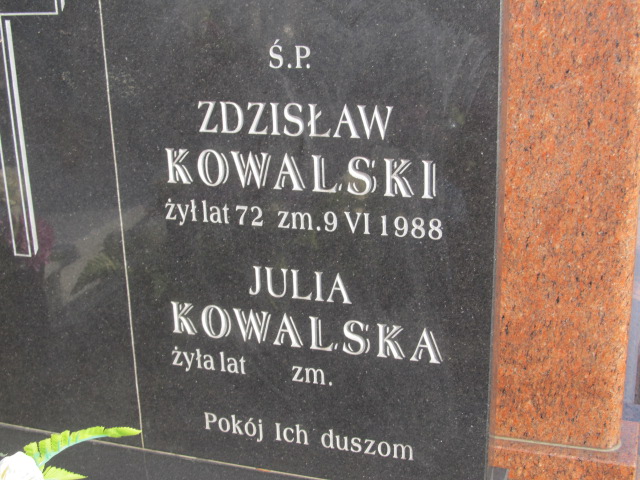 Ś.P.
ZDZISŁAW
KOWALSKI
żył lat 72 zm. 9 VI 1988
JULIA
KOWALSKA
żyła lat zm.
Pokój Ich duszom